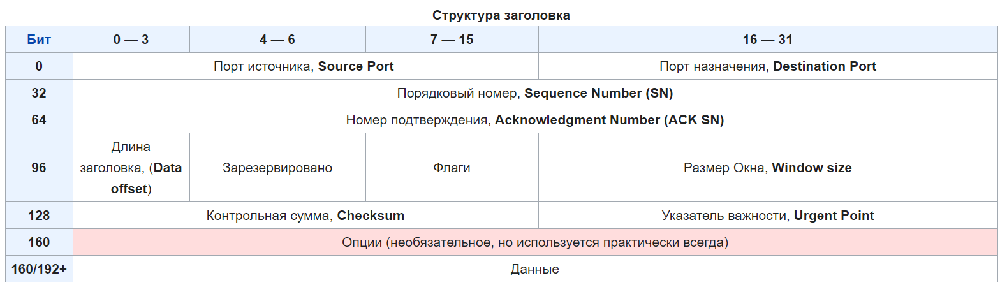 Структура заголовка
Бит 0 — 3 4 — 6 7 — 15 16 — 31
0 Порт источника, Source Port Порт назначения, Destination Port
32 Порядковый номер, Sequence Number (SN)
64 Номер подтверждения, Acknowledgment Number (ACK SN)
96 Длина заголовка, (Data offset) Зарезервировано Флаги Размер Окна, Window size
128 Контрольная сумма, Checksum Указатель важности, Urgent Point
160 Опции (необязательное, но используется практически всегда)
160/192+ Данные